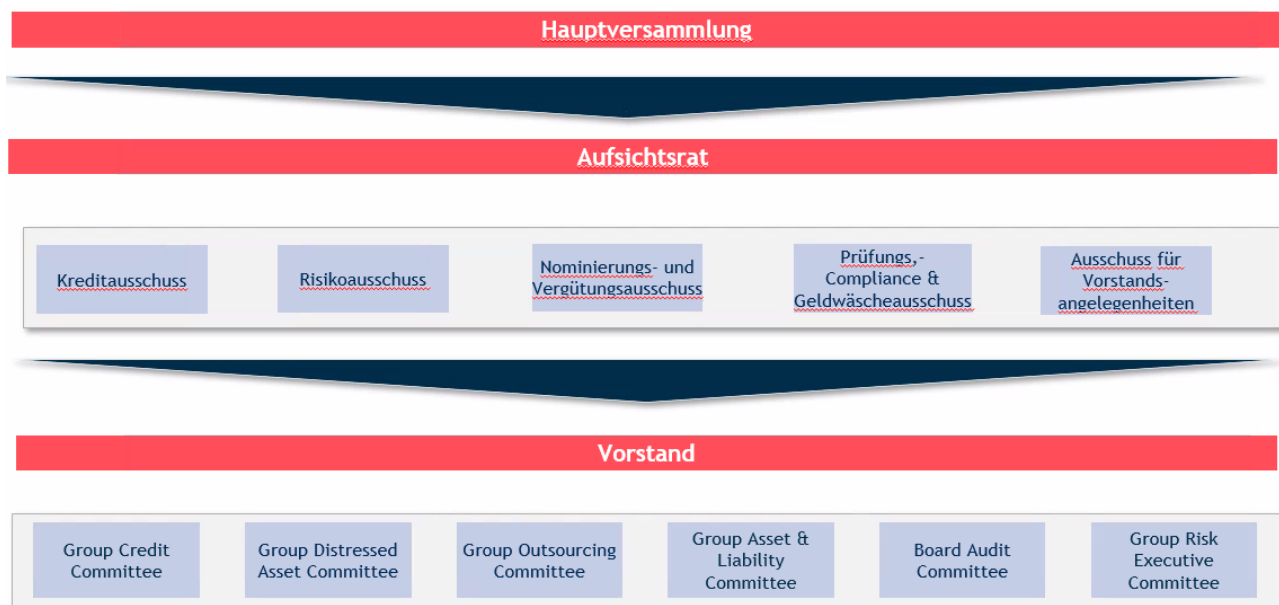 Hauptversammlung
Aufsichtsrat
Kreditausschuss
Risikoausschuss
Nominierungs- und
Vergütungsausschuss
Prüfungs,-
Compliance &
Geldwäscheausschuss
Ausschuss für
Vorstands-
angelegenheiten
Vorstand
Group Credit
Committee
Group Distressed
Asset Committee
Group Outsourcing
Committee
Group Asset &
Liability
Committee
Board Audit
Committee
Group Risk
Executive
Committee